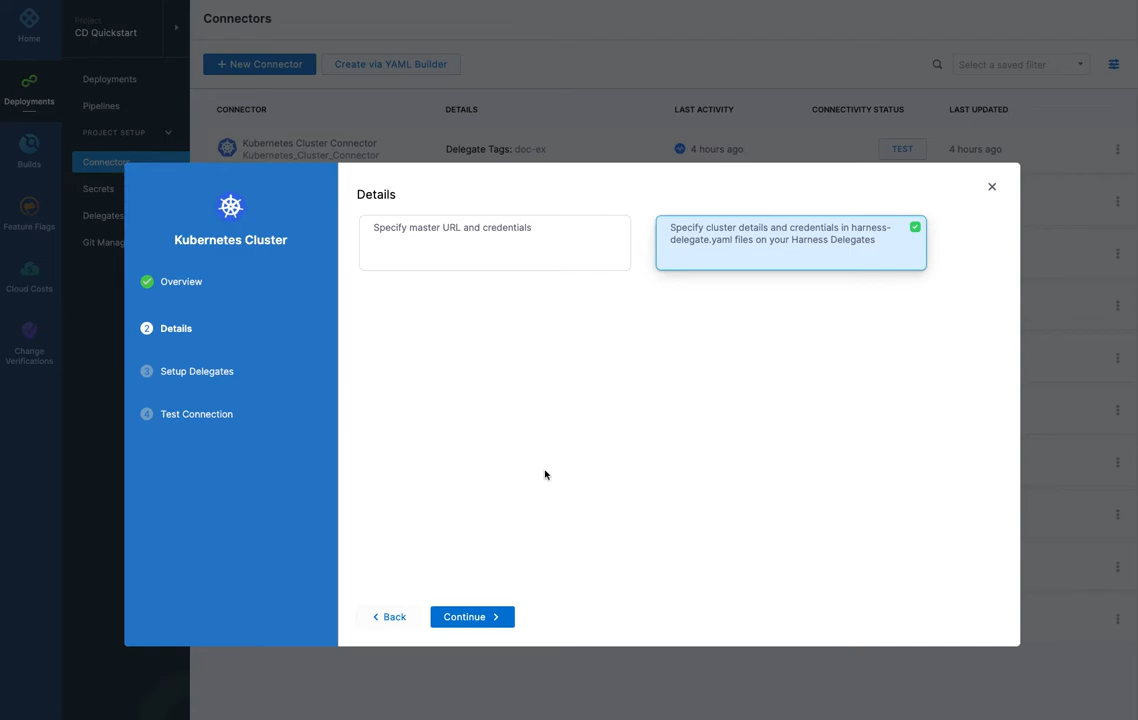 Home
Deployments
Builds
Feature Flags
Cloud Costs
Change
Verifications
Project
CD Quickstart
Deployments
Pipelines
PROJECT SETUP
Connectors
Secrets
Delegates
Git Manag
Connectors
+ New Connector
Create via YAML Builder
Select a saved filter
CONNECTOR DETAILS LAST ACTIVITY CONNECTIVITY STATUS LAST UPDATED
Kubernetes Cluster Connector
Kubernetes_Cluster_Connector
Delegate Tags: doc-ex
4 hours ago
TEST
4 hours ago
Kubernetes Cluster
Overview
2 Details
3 Setup Delegates
4 Test Connection
Details
Specify master URL and credentials
Specify cluster details and credentials in harness-
delegate.yaml files on your Harness Delegates
Back
Continue